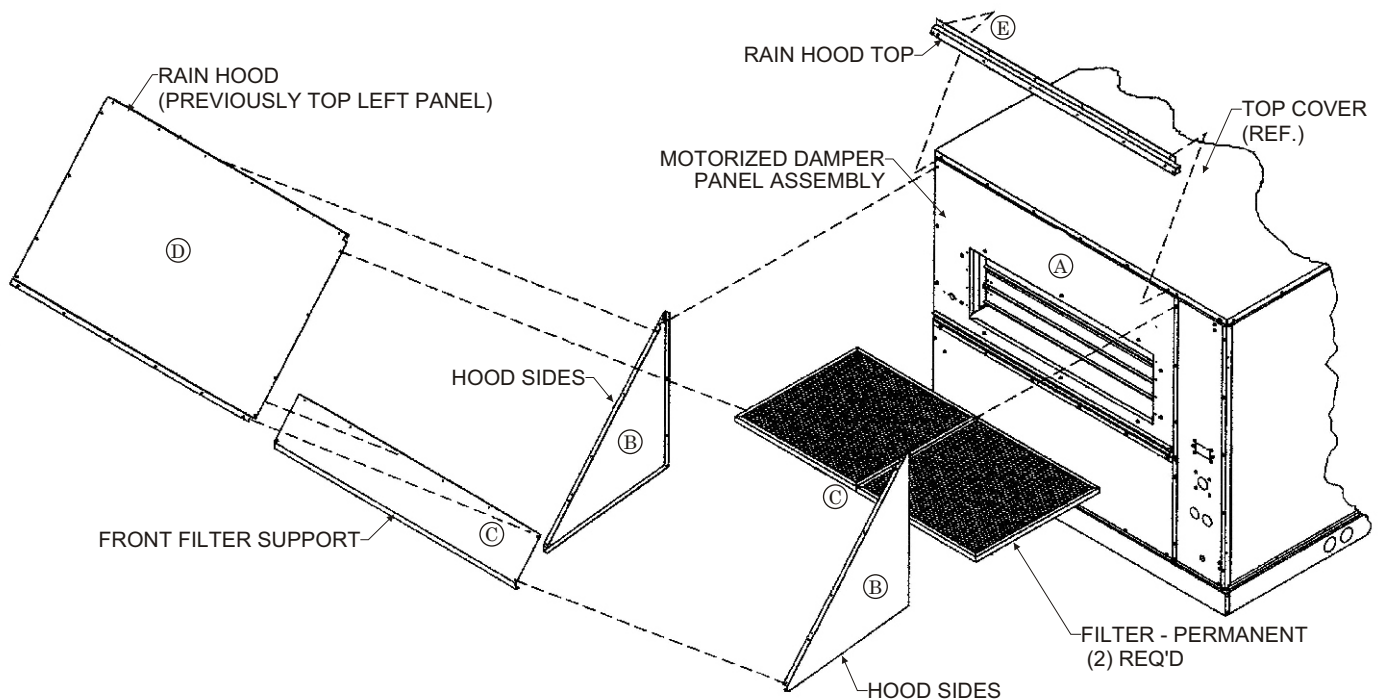 Ⓔ
RAIN HOOD TOP
RAIN HOOD
(PREVIOUSLY TOP LEFT PANEL)
TOP COVER
(REF.)
MOTORIZED DAMPER
PANEL ASSEMBLY
Ⓓ
Ⓐ
HOOD SIDES
Ⓑ
Ⓒ
Ⓒ
FRONT FILTER SUPPORT
Ⓑ
FILTER - PERMANENT
(2) REQ'D
HOOD SIDES